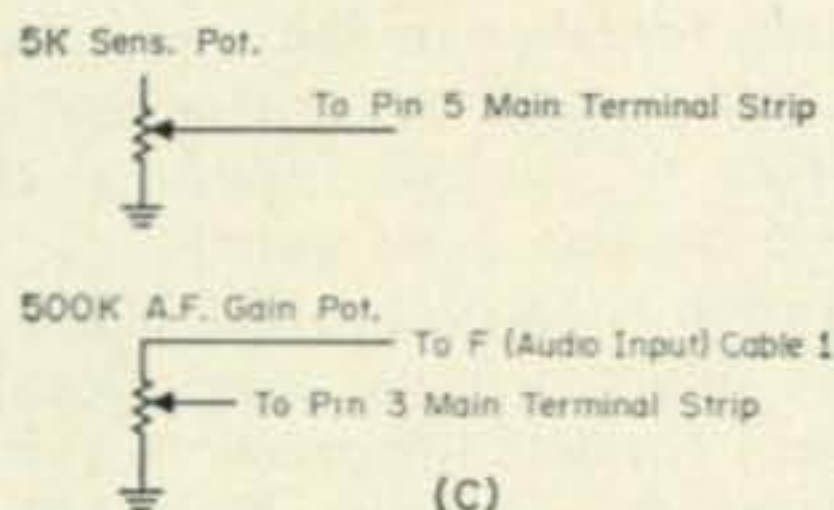 5K Sens. Pot.
To Pin 5 Main Terminal Strip
500K A.F. Gain Pot.
To F (Audio Input) Cable 1
To Pin 3 Main Terminal Strip
(C)